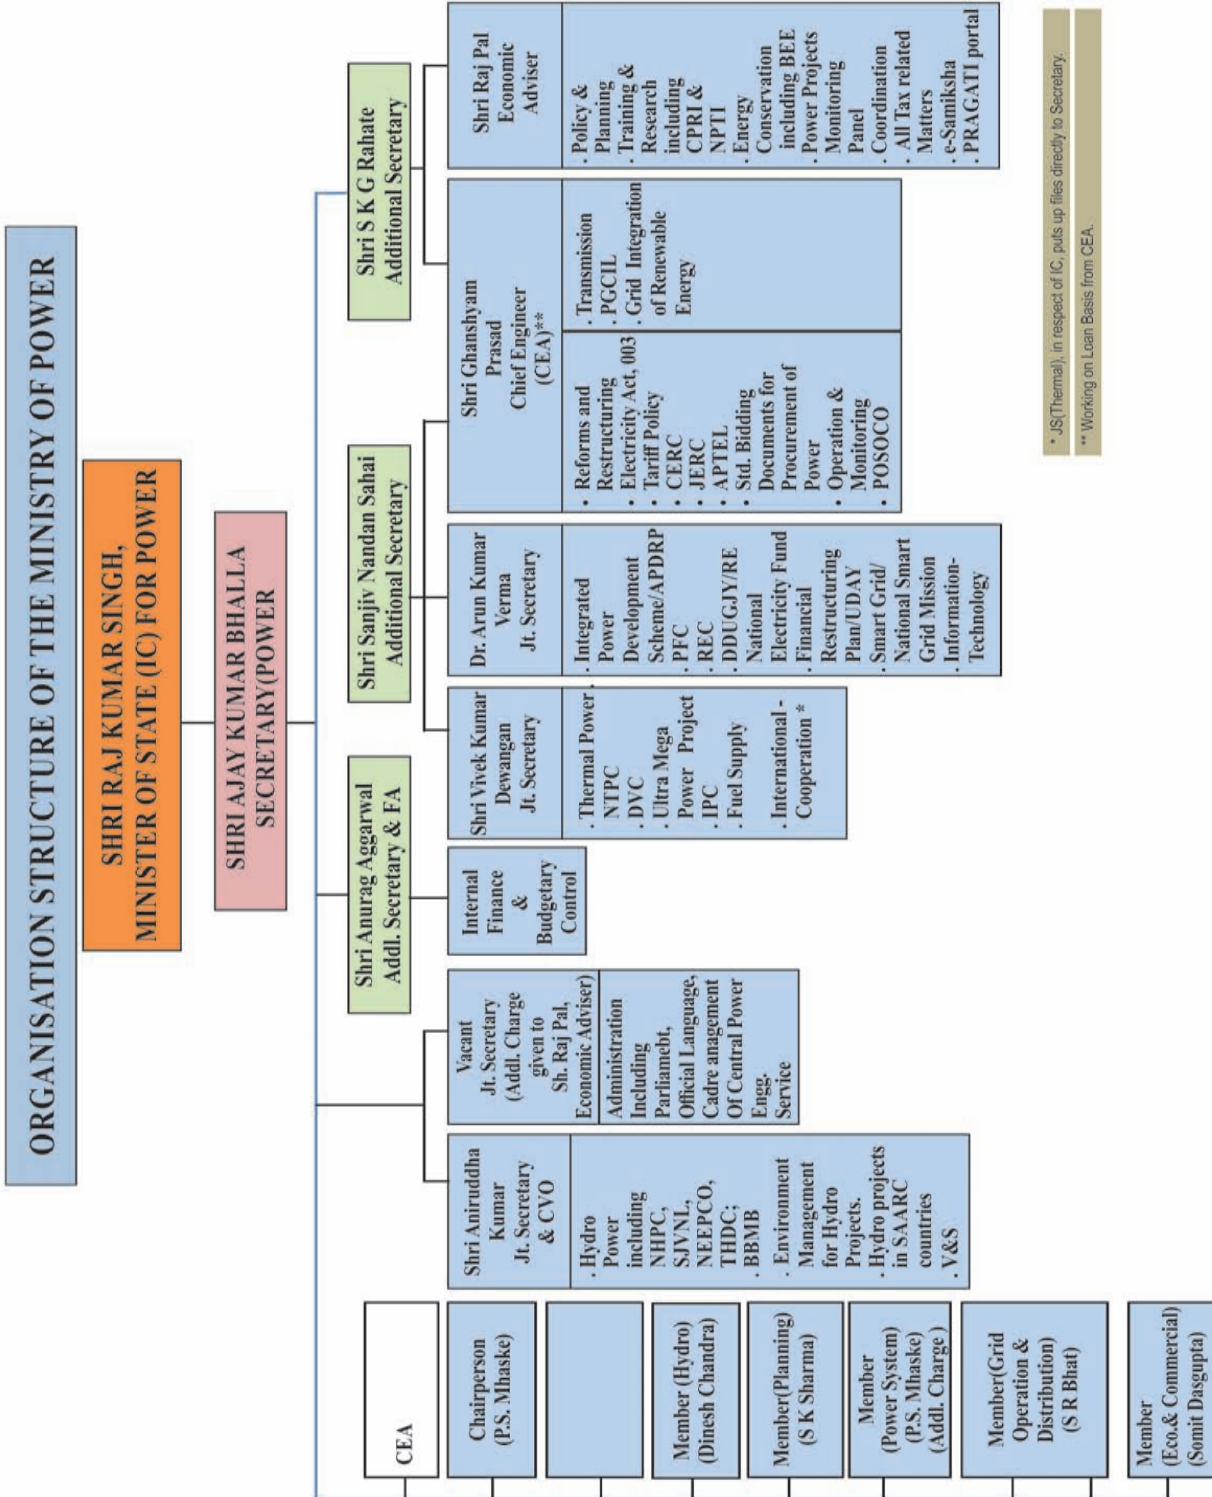 ORGANISATION STRUCTURE OF THE MINISTRY OF POWER
SHRI RAJ KUMAR SINGH,
MINISTER OF STATE (IC) FOR POWER
SHRI AJAY KUMAR BHALLA
SECRETARY(POWER
CEA
Chairperson
(P.S. Mhaske)
Member (Hydro)
(Dinesh Chandra)
Member(Planning)
(S K Sharma)
Member
(Power System)
(P.S. Mhaske)
(Addl. Charge )
Member(Grid
Operation &
Distribution)
(S R Bhat)
Member
(Eco.& Commercial)
(Somit Dasgupta)
Shri Aniruddha
Kumar
Jt. Secretary
& CVO
. Hydro
Power
including
NHPC,
SJVNL,
NEEPCO,
THDC;
. BBMB
. Environment
Management
for Hydro
Projects.
. Hydro projects
in SAARC
countries
. V&S
Vacant
Jt. Secretary
(Addl. Charge
given to
Sh. Raj Pal,
Economic Adviser)
Administration
Including
Parliamebt,
Official Language,
Cadre anagement
Of Central Power
Engg.
Service
Shri Anurag Aggarwal
Addl. Secretary & FA
Internal
Finance
&
Budgetary
Control
Shri Sanjiv Nandan Sahai
Additional Secretary
Shri Vivek Kumar
Dewangan
Jt. Secretary
. Thermal Power
NTPC
. DVC
. Ultra Mega
Power Project
. IPC
. Fuel Supply
. International -
Cooperation *
Dr. Arun Kumar
Verma
Jt. Secretary
. Integrated
Power
Development
Scheme/APDRP
. PFC
. REC
. DDUGJY/RE
. National
Electricity Fund
. Financial
Restructuring
Plan/UDAY
. Smart Grid/
National Smart
Grid Mission
. Information-
Technology
Shri S K G Rahate
Additional Secretary
Shri Ghanshyam
Prasad
Chief Engineer
(CEA)**
• Reforms and
Restructuring
• Electricity Act, 003
• Tariff Policy
• CERC
• JERC
• APTEL
• Std. Bidding
Documents for
Procurement of
Power
• Operation &
Monitoring
• POSOCO
. Transmission
. PGCIL
. Grid Integration
of Renewable
Energy
Shri Raj Pal
Economic
Adviser
. Policy &
Planning
. Training &
Research
including
CPRI &
NPTI
. Energy
Conservation
including BEE
. Power Projects
Monitoring
Panel
. Coordination
. All Tax related
Matters
. e-Samiksha
. PRAGATI portal
* JS(Thermal), in respect of IC, puts up files directly to Secretary.
** Working on Loan Basis from CEA.